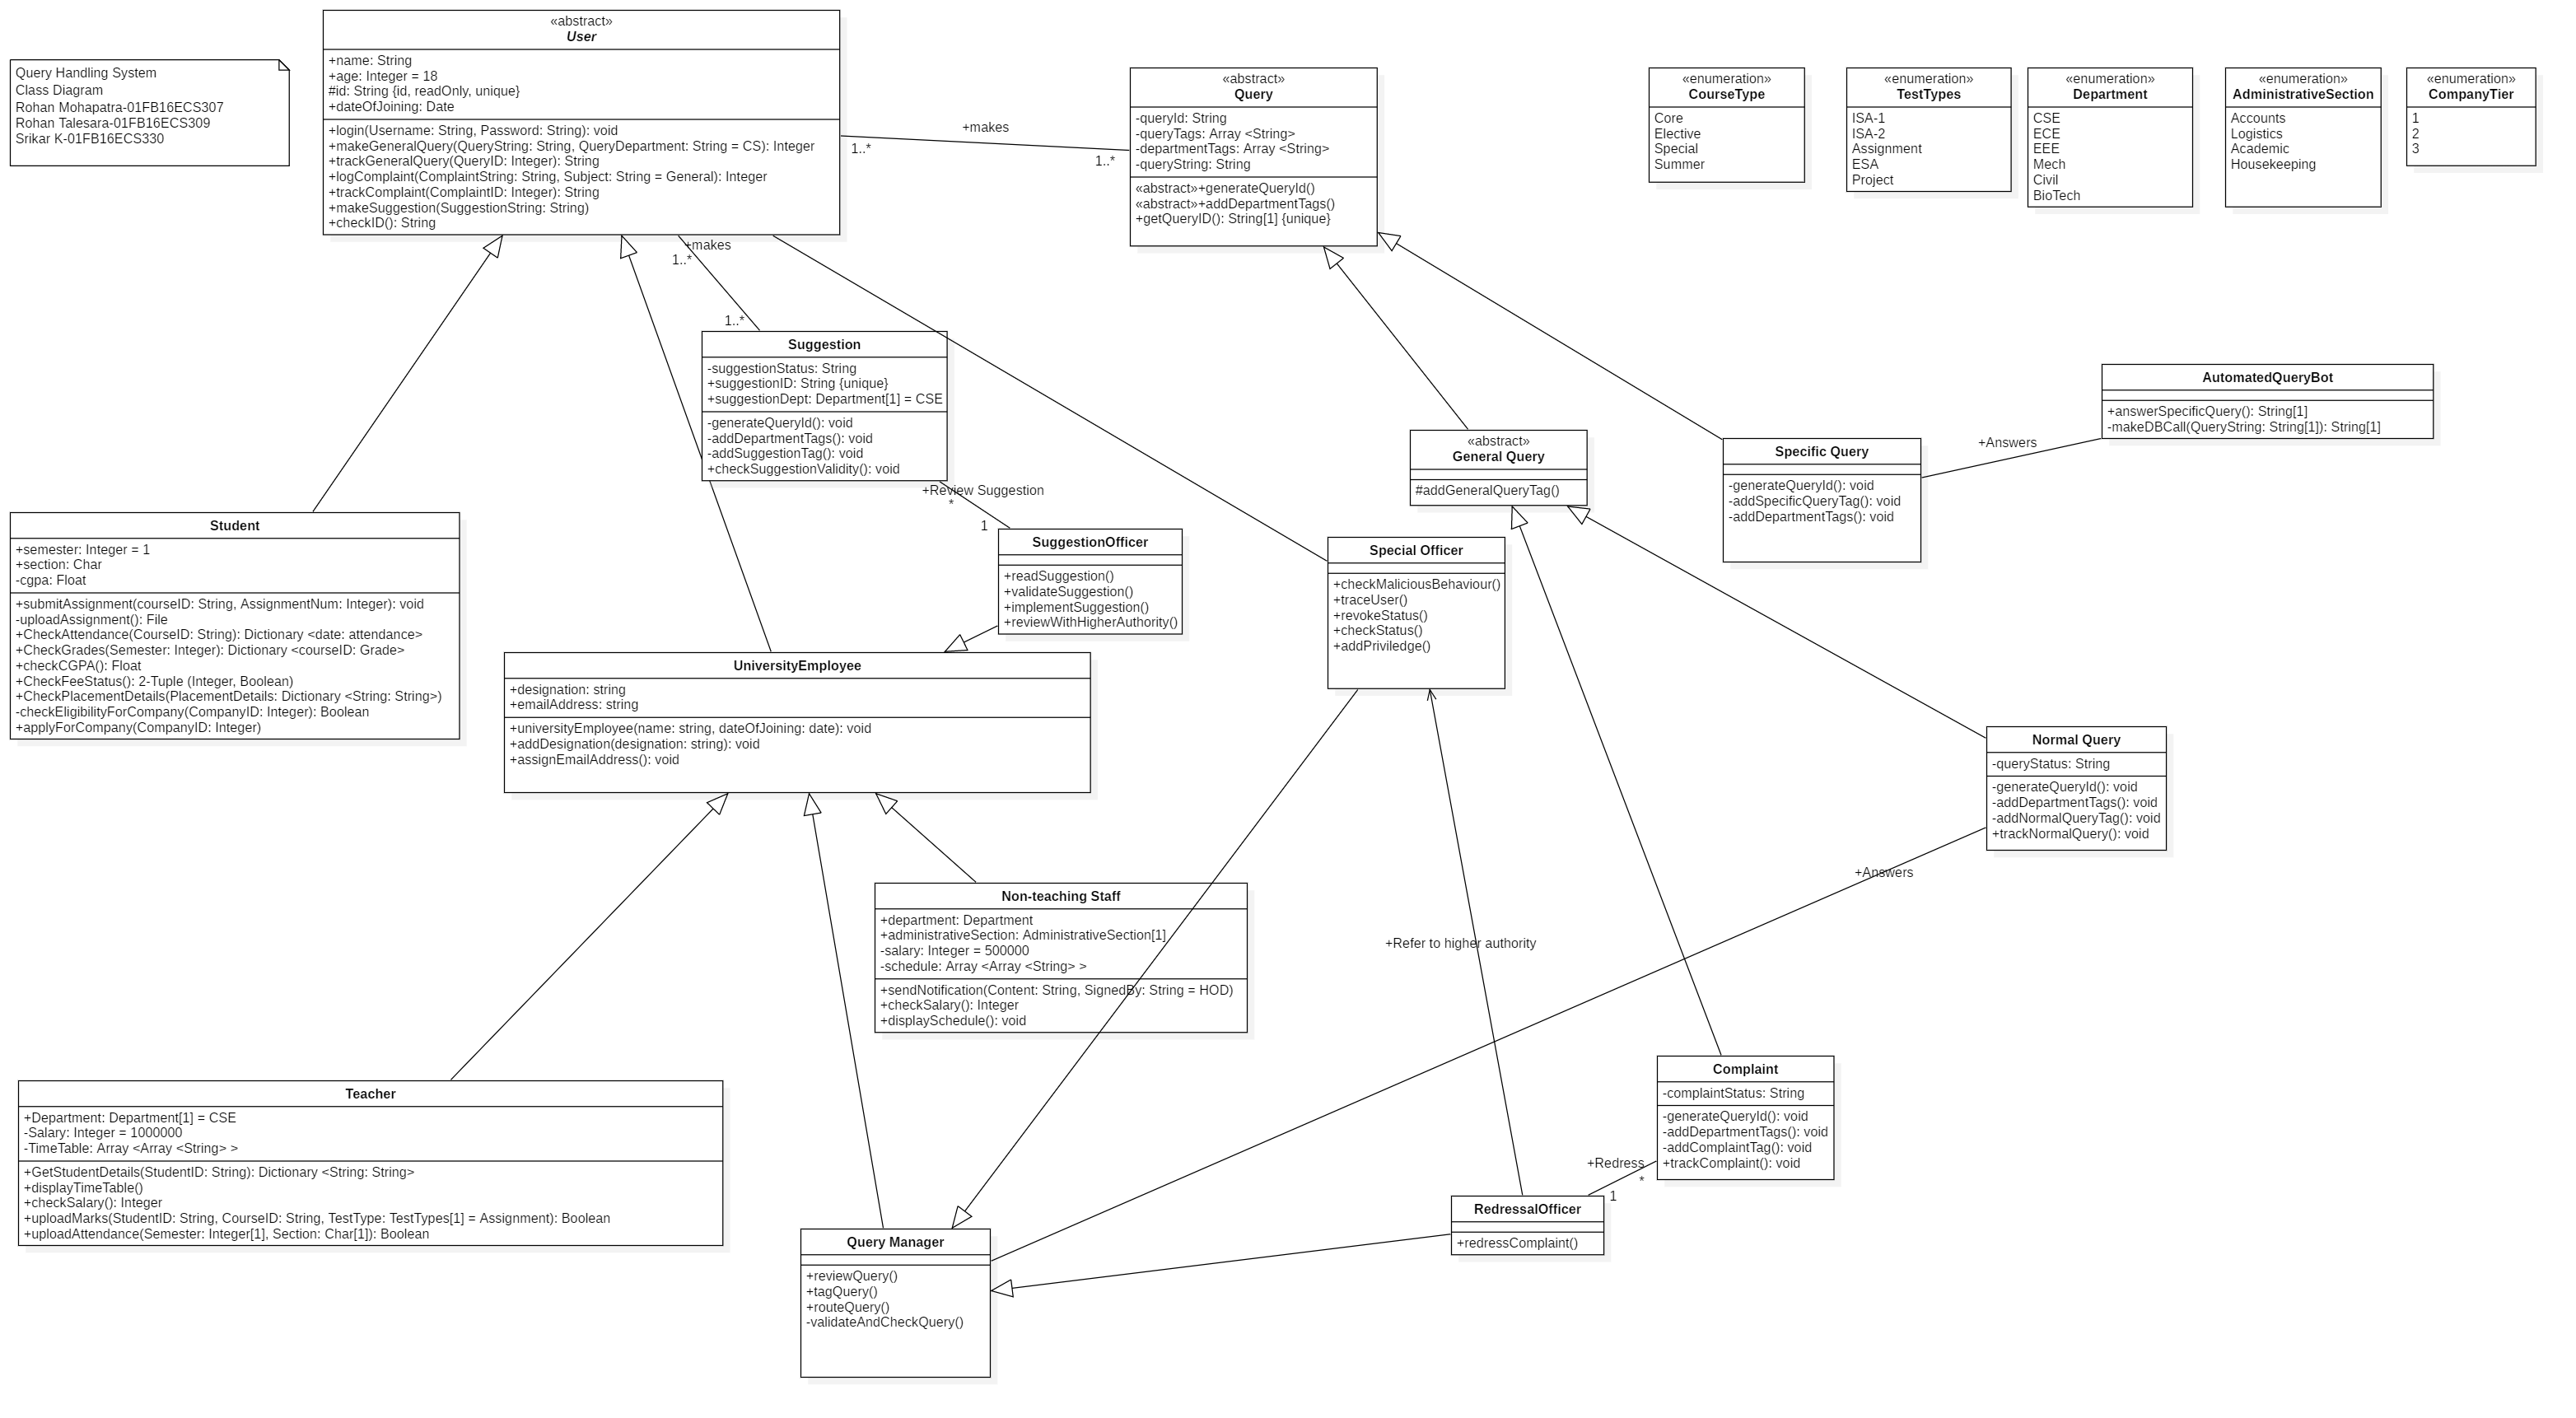 Query Handling System
Class Diagram
Rohan Mohapatra-01FB16ECS307
Rohan Talesara-01FB16ECS309
Srikar K-01FB16ECS330
«abstract»
User
+name: String
+age: Integer = 18
#id: String {id, readOnly, unique}
+dateOfJoining: Date
+login(Username: String, Password: String): void
+makeGeneralQuery(QueryString: String, QueryDepartment: String = CS): Integer
+trackGeneralQuery(QueryID: Integer): String
+logComplaint(ComplaintString: String, Subject: String = General): Integer
+trackComplaint(ComplaintID: Integer): String
+makeSuggestion(SuggestionString: String)
+checkID(): String
+makes
1..*
1..*
«abstract»
Query
-queryId: String
-queryTags: Array <String>
-departmentTags: Array <String>
-queryString: String
«abstract»+generateQueryId()
«abstract»+addDepartmentTags()
+getQueryID(): String[1] {unique}
«enumeration»
CourseType
Core
Elective
Special
Summer
«enumeration»
TestTypes
ISA-1
ISA-2
Assignment
ESA
Project
«enumeration»
Department
CSE
ECE
EEE
Mech
Civil
BioTech
«enumeration»
AdministrativeSection
Accounts
Logistics
Academic
Housekeeping
«enumeration»
CompanyTier
1
2
3
+makes
1..*
1..*
Suggestion
-suggestionStatus: String
+suggestionID: String {unique}
+suggestionDept: Department[1] = CSE
-generateQueryId(): void
-addDepartmentTags(): void
-addSuggestionTag(): void
+checkSuggestionValidity(): void
+Review Suggestion
*
1
SuggestionOfficer
+readSuggestion()
+validateSuggestion()
+implementSuggestion()
+reviewWithHigherAuthority()
«abstract»
General Query
#addGeneralQueryTag()
Specific Query
-generateQueryId(): void
-addSpecificQueryTag(): void
-addDepartmentTags(): void
+Answers
AutomatedQueryBot
+answerSpecificQuery(): String[1]
-makeDBCall(QueryString: String[1]): String[1]
Student
+semester: Integer = 1
+section: Char
-cgpa: Float
+submitAssignment(courseID: String, AssignmentNum: Integer): void
-uploadAssignment(): File
+CheckAttendance(CourseID: String): Dictionary <date: attendance>
+CheckGrades(Semester: Integer): Dictionary <courseID: Grade>
+checkCGPA(): Float
+CheckFeeStatus(): 2-Tuple (Integer, Boolean)
+CheckPlacementDetails(PlacementDetails: Dictionary <String: String>)
-checkEligibilityForCompany(CompanyID: Integer): Boolean
+applyForCompany(CompanyID: Integer)
Special Officer
+checkMaliciousBehaviour()
+traceUser()
+revokeStatus()
+checkStatus()
+addPriviledge()
UniversityEmployee
+designation: string
+emailAddress: string
+universityEmployee(name: string, dateOfJoining: date): void
+addDesignation(designation: string): void
+assignEmailAddress(): void
Normal Query
-queryStatus: String
-generateQueryId(): void
-addDepartmentTags(): void
-addNormalQueryTag(): void
+trackNormalQuery(): void
+Answers
Non-teaching Staff
+department: Department
+administrativeSection: AdministrativeSection[1]
-salary: Integer = 500000
-schedule: Array <Array <String> >
+sendNotification(Content: String, SignedBy: String = HOD)
+checkSalary(): Integer
+displaySchedule(): void
+Refer to higher authority
Teacher
+Department: Department[1] = CSE
-Salary: Integer = 1000000
-TimeTable: Array <Array <String> >
+GetStudentDetails(StudentID: String): Dictionary <String: String>
+displayTimeTable()
+checkSalary(): Integer
+uploadMarks(StudentID: String, CourseID: String, TestType: TestTypes[1] = Assignment): Boolean
+uploadAttendance(Semester: Integer[1], Section: Char[1]): Boolean
Complaint
-complaintStatus: String
-generateQueryId(): void
-addDepartmentTags(): void
-addComplaintTag(): void
+trackComplaint(): void
+Redress
*
1
RedressalOfficer
+redressComplaint()
Query Manager
+reviewQuery()
+tagQuery()
+routeQuery()
-validateAndCheckQuery()